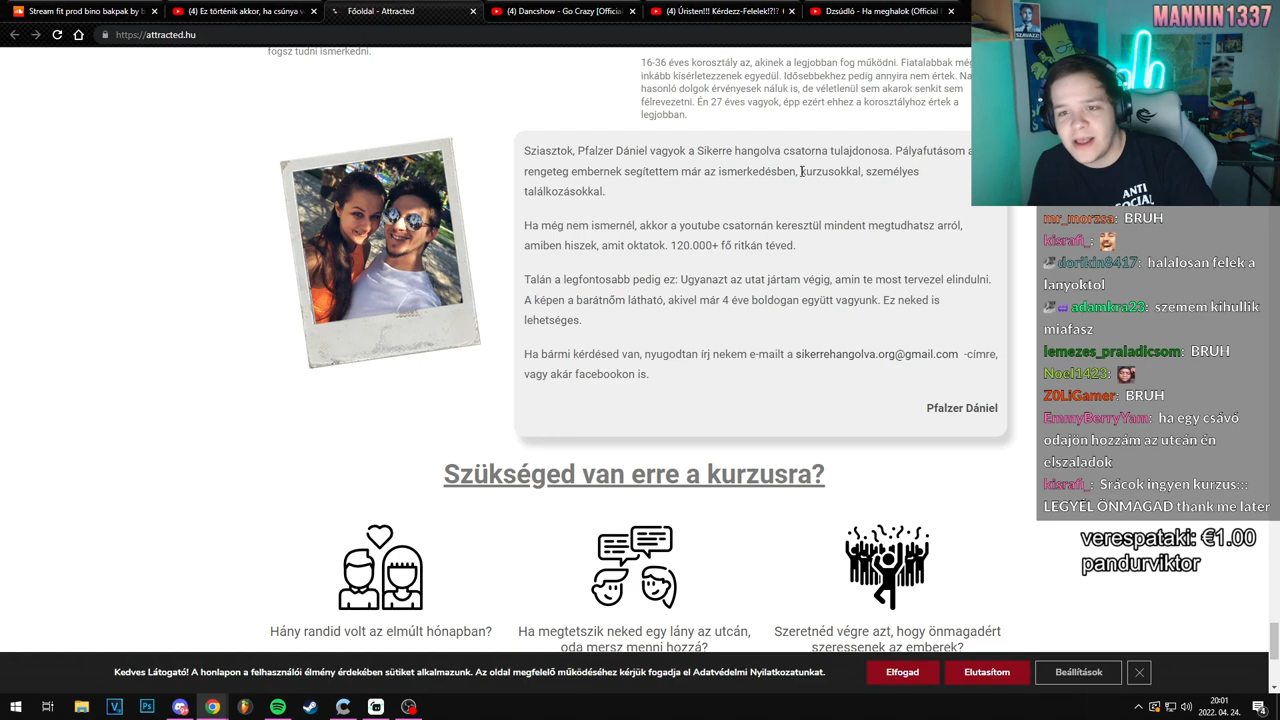 Stream fit prod bino bakpak by b
(4) Ez történik akkor, ha csúnya v
Főoldal - Attracted
(4) Dancshow - Go Crazy [Official
(4) Úristen!!! Kérdezz-Felelek!?!?
Dzsúdló - Ha meghalok (Official
MANNIN1337
https://attracted.hu
SZAVAZZ!
fogsz tudni ismerkedni.
16-36 éves korosztály az, akinek a legjobban fog működni. Fiatalabbak még
inkább kísérletezzenek egyedül. Idősebbekhez pedig annyira nem értek. Na
hasonló dolgok érvényesek náluk is, de véletlenül sem akarok senkit sem
félrevezetni. Én 27 éves vagyok, épp ezért ehhez a korosztályhoz értek a
legjobban.
Sziasztok, Pfalzer Dániel vagyok a Sikerre hangolva csatorna tulajdonosa. Pályafutásom a
rengeteg embernek segítettem már az ismerkedésben, kurzusokkal, személyes
találkozásokkal.
Ha még nem ismernél, akkor a youtube csatornán keresztül mindent megtudhatsz arról,
amiben hiszek, amit oktatok. 120.000+ fő ritkán téved.
Talán a legfontosabb pedig ez: Ugyanazt az utat jártam végig, amin te most tervezel elindulni.
A képen a barátnőm látható, akivel már 4 éve boldogan együtt vagyunk. Ez neked is
lehetséges.
Ha bármi kérdésed van, nyugodtan írj nekem e-mailt a sikerrehangolva.org@gmail.com -címre,
vagy akár facebookon is.
Pfalzer Dániel
ANTI
SOCIAL
mr_morzsa: BRUH
kisrafi_:
dorikin8417: halalosan felek a
lanyoktol
adamkra23: szemem kihullik
miafasz
lemezes_praladicsom: BRUH
Noel1423:
Z0LiGamer: BRUH
EmmyBerryYam: ha egy csávó
odajön hozzám az utcán én
elszaladok
kisrafi_: Srácok ingyen kurzus:::
LEGYÉL ÖNMAGAD thank me later
verespataki: €1.00
pandurviktor
Szükséged van erre a kurzusra?
Hány randid volt az elmúlt hónapban?
Ha megtetszik neked egy lány az utcán,
oda mersz menni hozzá?
Szeretnéd végre azt, hogy önmagadért
szeressenek az emberek?
Kedves Látogató! A honlapon a felhasználói élmény érdekében sütiket alkalmazunk. Az oldal megfelelő működéséhez kérjük fogadja el Adatvédelmi Nyilatkozatunkat.
Elfogad
Elutasítom
Beállítások
20:01
2022. 04. 24.
4